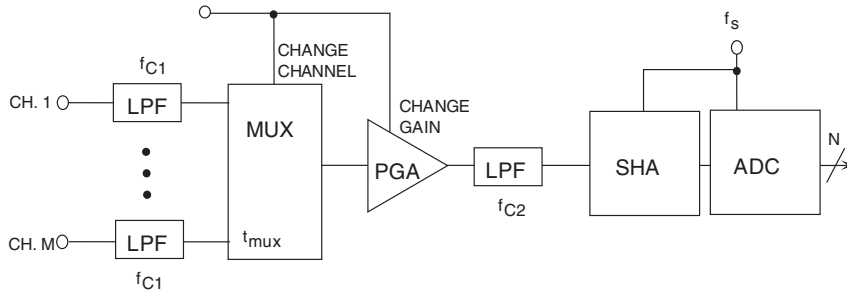 f_S
CHANGE
CHANNEL
f_C1
CH. 1
LPF
MUX
CHANGE
GAIN
PGA
LPF
f_C2
SHA
ADC
N
CH. M
LPF
t_mux
f_C1